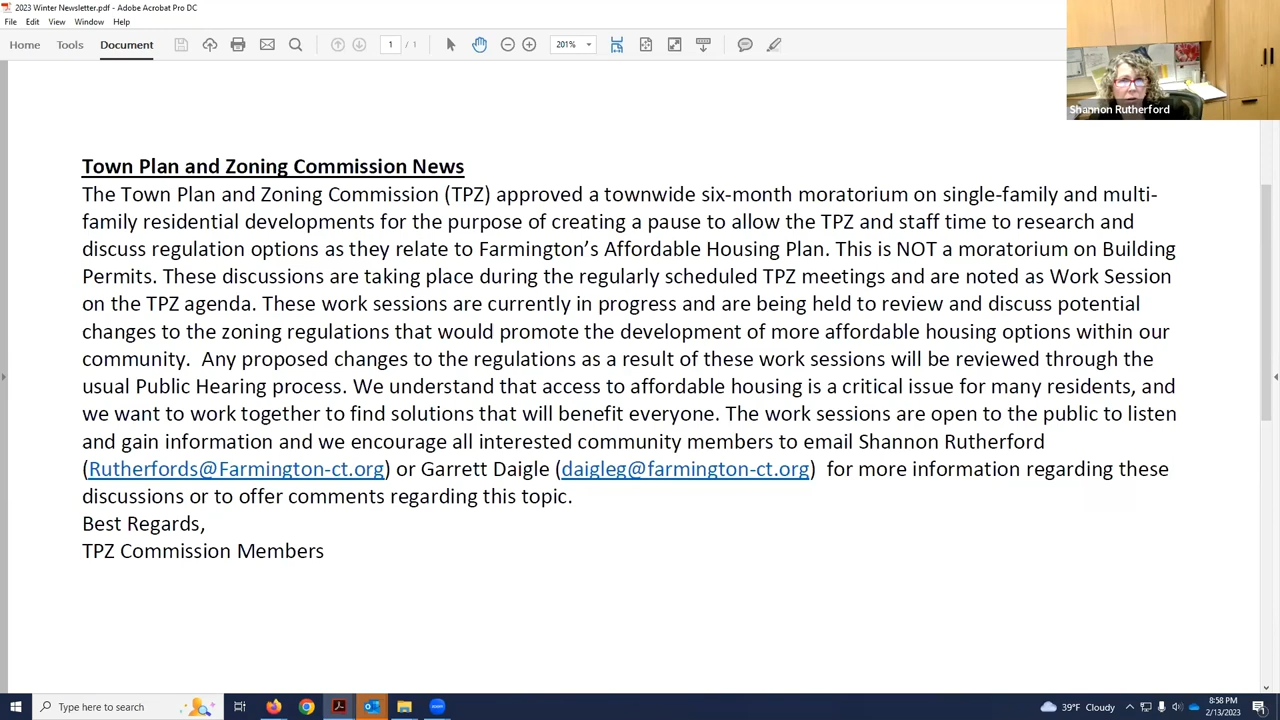 2023 Winter Newsletter.pdf - Adobe Acrobat Pro DC
File Edit View Window Help
Home Tools Document 1 / 1 201%
Shannon Rutherford
Town Plan and Zoning Commission News
The Town Plan and Zoning Commission (TPZ) approved a townwide six-month moratorium on single-family and multi-
family residential developments for the purpose of creating a pause to allow the TPZ and staff time to research and
discuss regulation options as they relate to Farmington’s Affordable Housing Plan. This is NOT a moratorium on Building
Permits. These discussions are taking place during the regularly scheduled TPZ meetings and are noted as Work Session
on the TPZ agenda. These work sessions are currently in progress and are being held to review and discuss potential
changes to the zoning regulations that would promote the development of more affordable housing options within our
community.  Any proposed changes to the regulations as a result of these work sessions will be reviewed through the
usual Public Hearing process. We understand that access to affordable housing is a critical issue for many residents, and
we want to work together to find solutions that will benefit everyone. The work sessions are open to the public to listen
and gain information and we encourage all interested community members to email Shannon Rutherford
(Rutherfords@Farmington-ct.org) or Garrett Daigle (daigleg@farmington-ct.org)  for more information regarding these
discussions or to offer comments regarding this topic.
Best Regards,
TPZ Commission Members
Type here to search
zoom
39°F Cloudy
8:58 PM
2/13/2023
1